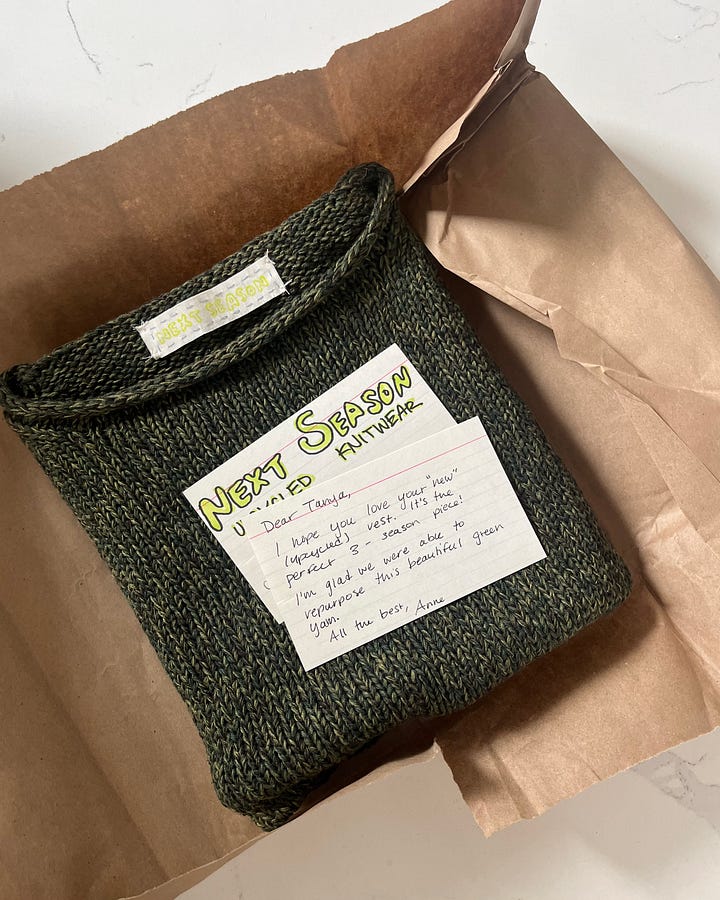 NEXT SEASON
NEXT SEASON
KNITWEAR
Dear Tanya,
I hope you love your "new"
(upcycled) vest. It's the
perfect 3-season piece!
I'm glad we were able to
repurpose this beautiful green
yarn.
All the best, Anne